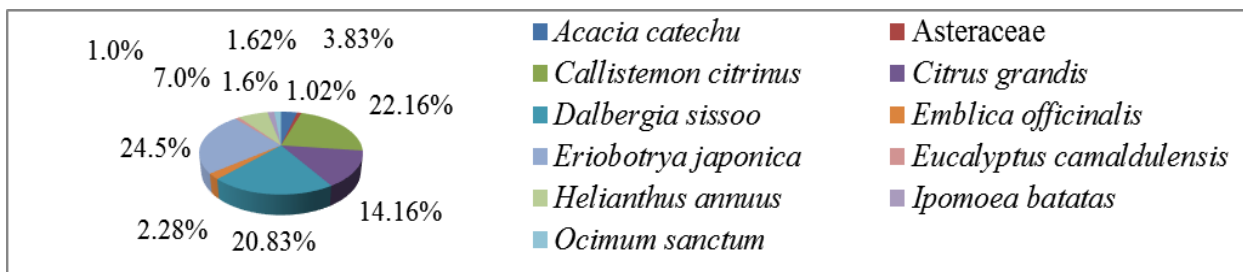 1.0%
1.62%
3.83%
7.0%
1.6%
1.02%
22.16%
24.5%
14.16%
2.28%
20.83%
Acacia catechu
Asteraceae
Callistemon citrinus
Citrus grandis
Dalbergia sissoo
Emblica officinalis
Eriobotrya japonica
Eucalyptus camaldulensis
Helianthus annuus
Ipomoea batatas
Ocimum sanctum